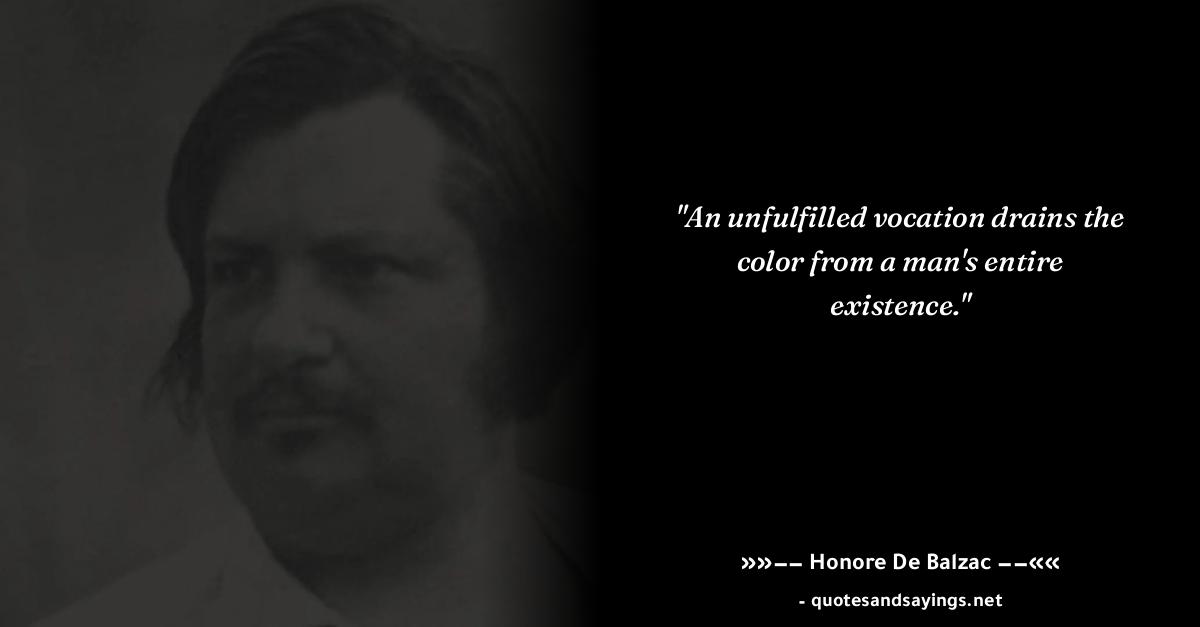 "An unfulfilled vocation drains the
color from a man's entire
existence."
»»−− Honore De Balzac −−««
- quotesandsayings.net